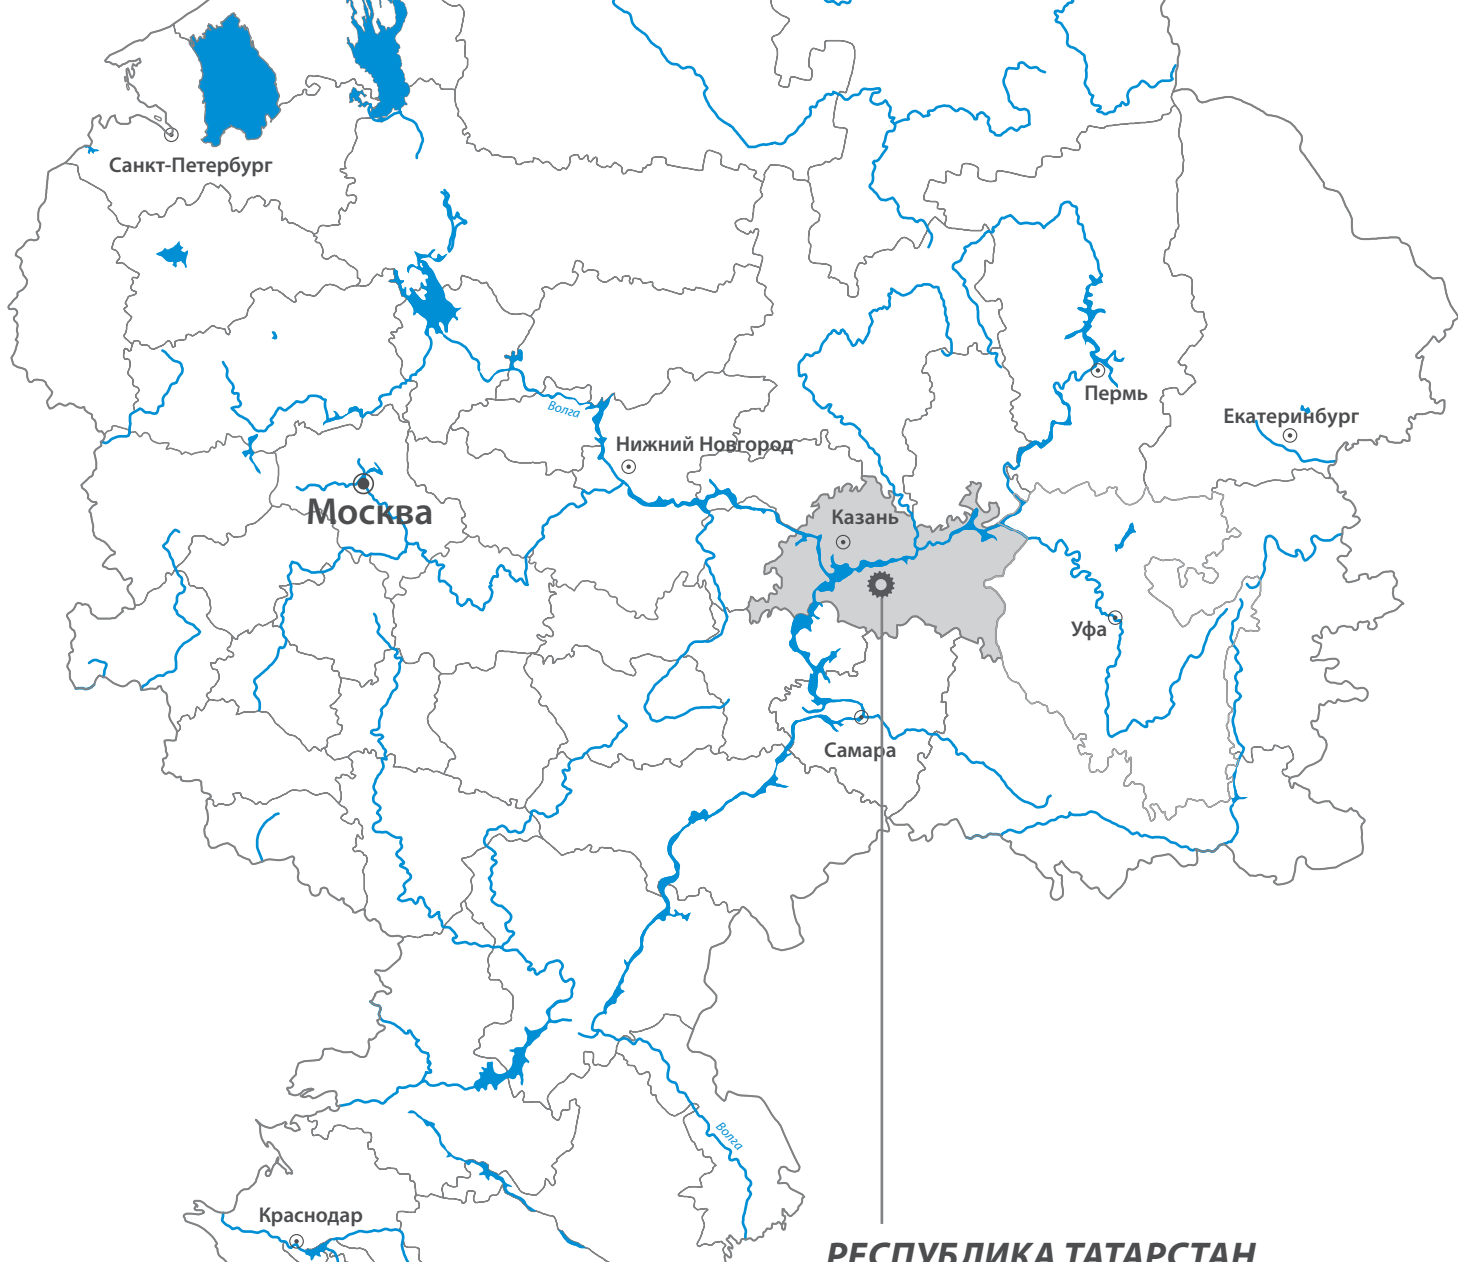 Санкт-Петербург
Пермь
Екатеринбург
Волга
Нижний Новгород
Москва
Казань
Уфа
Самара
Волга
Краснодар
РЕСПУБЛИКА ТАТАРСТАН